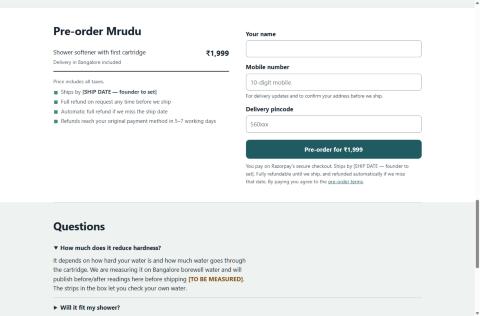 Pre-order Mrudu
Shower-softener with first cartridge ₹1,999
Delivery in Bangalore included
Price includes all taxes.
Ships by [SHIP DATE — founder to set]
Full refund on request any time before we ship
Automatic full refund if we miss the ship date
Refunds reach your original payment method in 5–7 working days
Your name
Mobile number
10-digit mobile
For delivery updates and to confirm your address before we ship.
Delivery pincode
560xxx
Pre-order for ₹1,999
You pay on Razorpay's secure checkout. Ships by [SHIP DATE — founder to
set]. Fully refundable until we ship, and refunded automatically if we miss
that date. By paying you agree to the pre-order terms.
Questions
▼ How much does it reduce hardness?
It depends on how hard your water is and how much water goes through
the cartridge. We are measuring it on Bangalore borewell water and will
publish before/after readings here before shipping [TO BE MEASURED].
The strips in the box let you check your own water.
▶ Will it fit my shower?